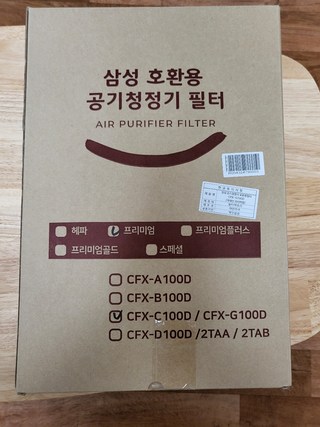 삼성 호환용
공기청정기 필터
AIR PURIFIER FILTER
헤파 프리미엄 프리미엄플러스
프리미엄골드 스페셜
CFX-A100D
CFX-B100D
CFX-C100D / CFX-G100D
CFX-D100D /2TAA / 2TAB